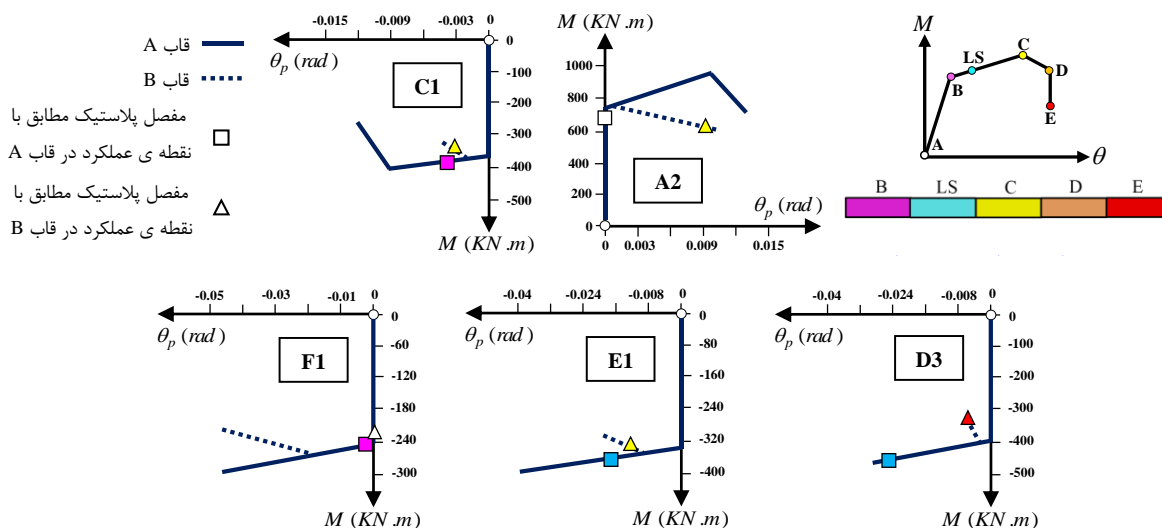 قاب A
قاب B
مفصل پلاستیک مطابق با
نقطه ی عملکرد در قاب A
مفصل پلاستیک مطابق با
نقطه ی عملکرد در قاب B
-0.015 -0.009 -0.003 0
θp (rad)
C1
0
-100
-200
-300
-400
-500
M (KN.m)
M (KN.m)
1000
800
600
400
200
0
A2
θp (rad)
0 0.003 0.009 0.015
M
A
B
LS
C
D
E
θ
B LS C D E
-0.05 -0.03 -0.01 0
θp (rad)
F1
0
-60
-120
-180
-240
-300
M (KN.m)
-0.04 -0.024 -0.008 0
θp (rad)
E1
0
-80
-160
-240
-320
-400
M (KN.m)
-0.04 -0.024 -0.008 0
θp (rad)
D3
0
-100
-200
-300
-400
-500
M (KN.m)